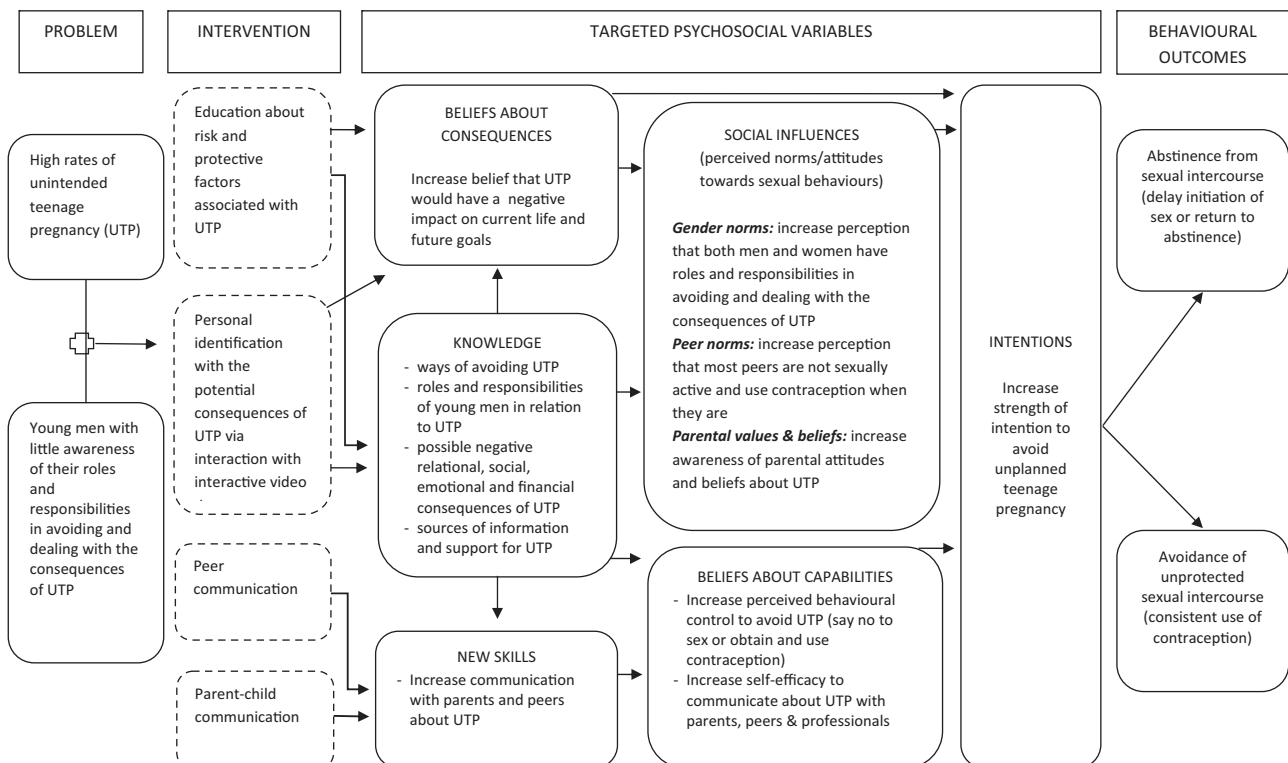 PROBLEM
INTERVENTION
TARGETED PSYCHOSOCIAL VARIABLES
BEHAVIOURAL
OUTCOMES
High rates of
unintended
teenage
pregnancy (UTP)
Young men with
little awareness
of their roles
and
responsibilities
in avoiding and
dealing with the
consequences
of UTP
Education about
risk and
protective
factors
associated with
UTP
Personal
identification
with the
potential
consequences of
UTP via
interaction with
interactive video
Peer
communication
Parent-child
communication
BELIEFS ABOUT
CONSEQUENCES
Increase belief that UTP
would have a negative
impact on current life and
future goals
KNOWLEDGE
- ways of avoiding UTP
- roles and responsibilities
of young men in relation
to UTP
- possible negative
relational, social,
emotional and financial
consequences of UTP
- sources of information
and support for UTP
NEW SKILLS
- Increase communication
with parents and peers
about UTP
SOCIAL INFLUENCES
(perceived norms/attitudes
towards sexual behaviours)
Gender norms: increase perception
that both men and women have
roles and responsibilities in
avoiding and dealing with the
consequences of UTP
Peer norms: increase perception
that most peers are not sexually
active and use contraception when
they are
Parental values & beliefs: increase
awareness of parental attitudes
and beliefs about UTP
BELIEFS ABOUT CAPABILITIES
- Increase perceived behavioural
control to avoid UTP (say no to
sex or obtain and use
contraception)
- Increase self-efficacy to
communicate about UTP with
parents, peers & professionals
INTENTIONS
Increase
strength of
intention to
avoid
unplanned
teenage
pregnancy
Abstinence from
sexual intercourse
(delay initiation of
sex or return to
abstinence)
Avoidance of
unprotected
sexual intercourse
(consistent use of
contraception)